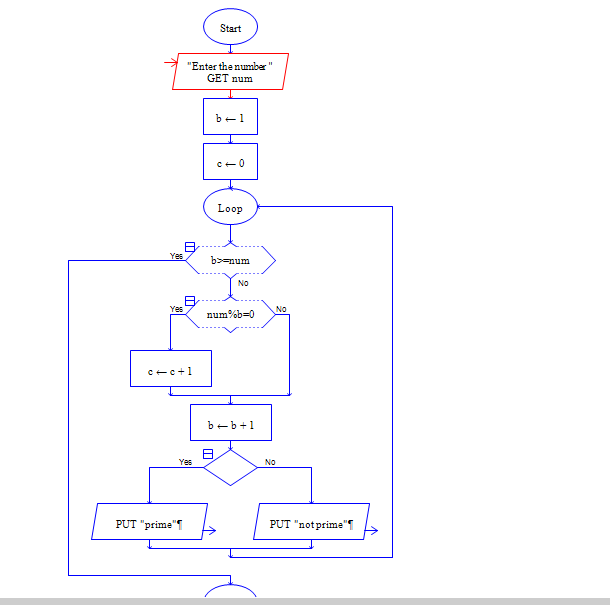 Start
"Enter the number"
GET num
b ← 1
c ← 0
Loop
Yes
b>=num
No
Yes
num%b=0
No
c ← c + 1
b ← b + 1
Yes
No
PUT "prime"¶
PUT "not prime"¶